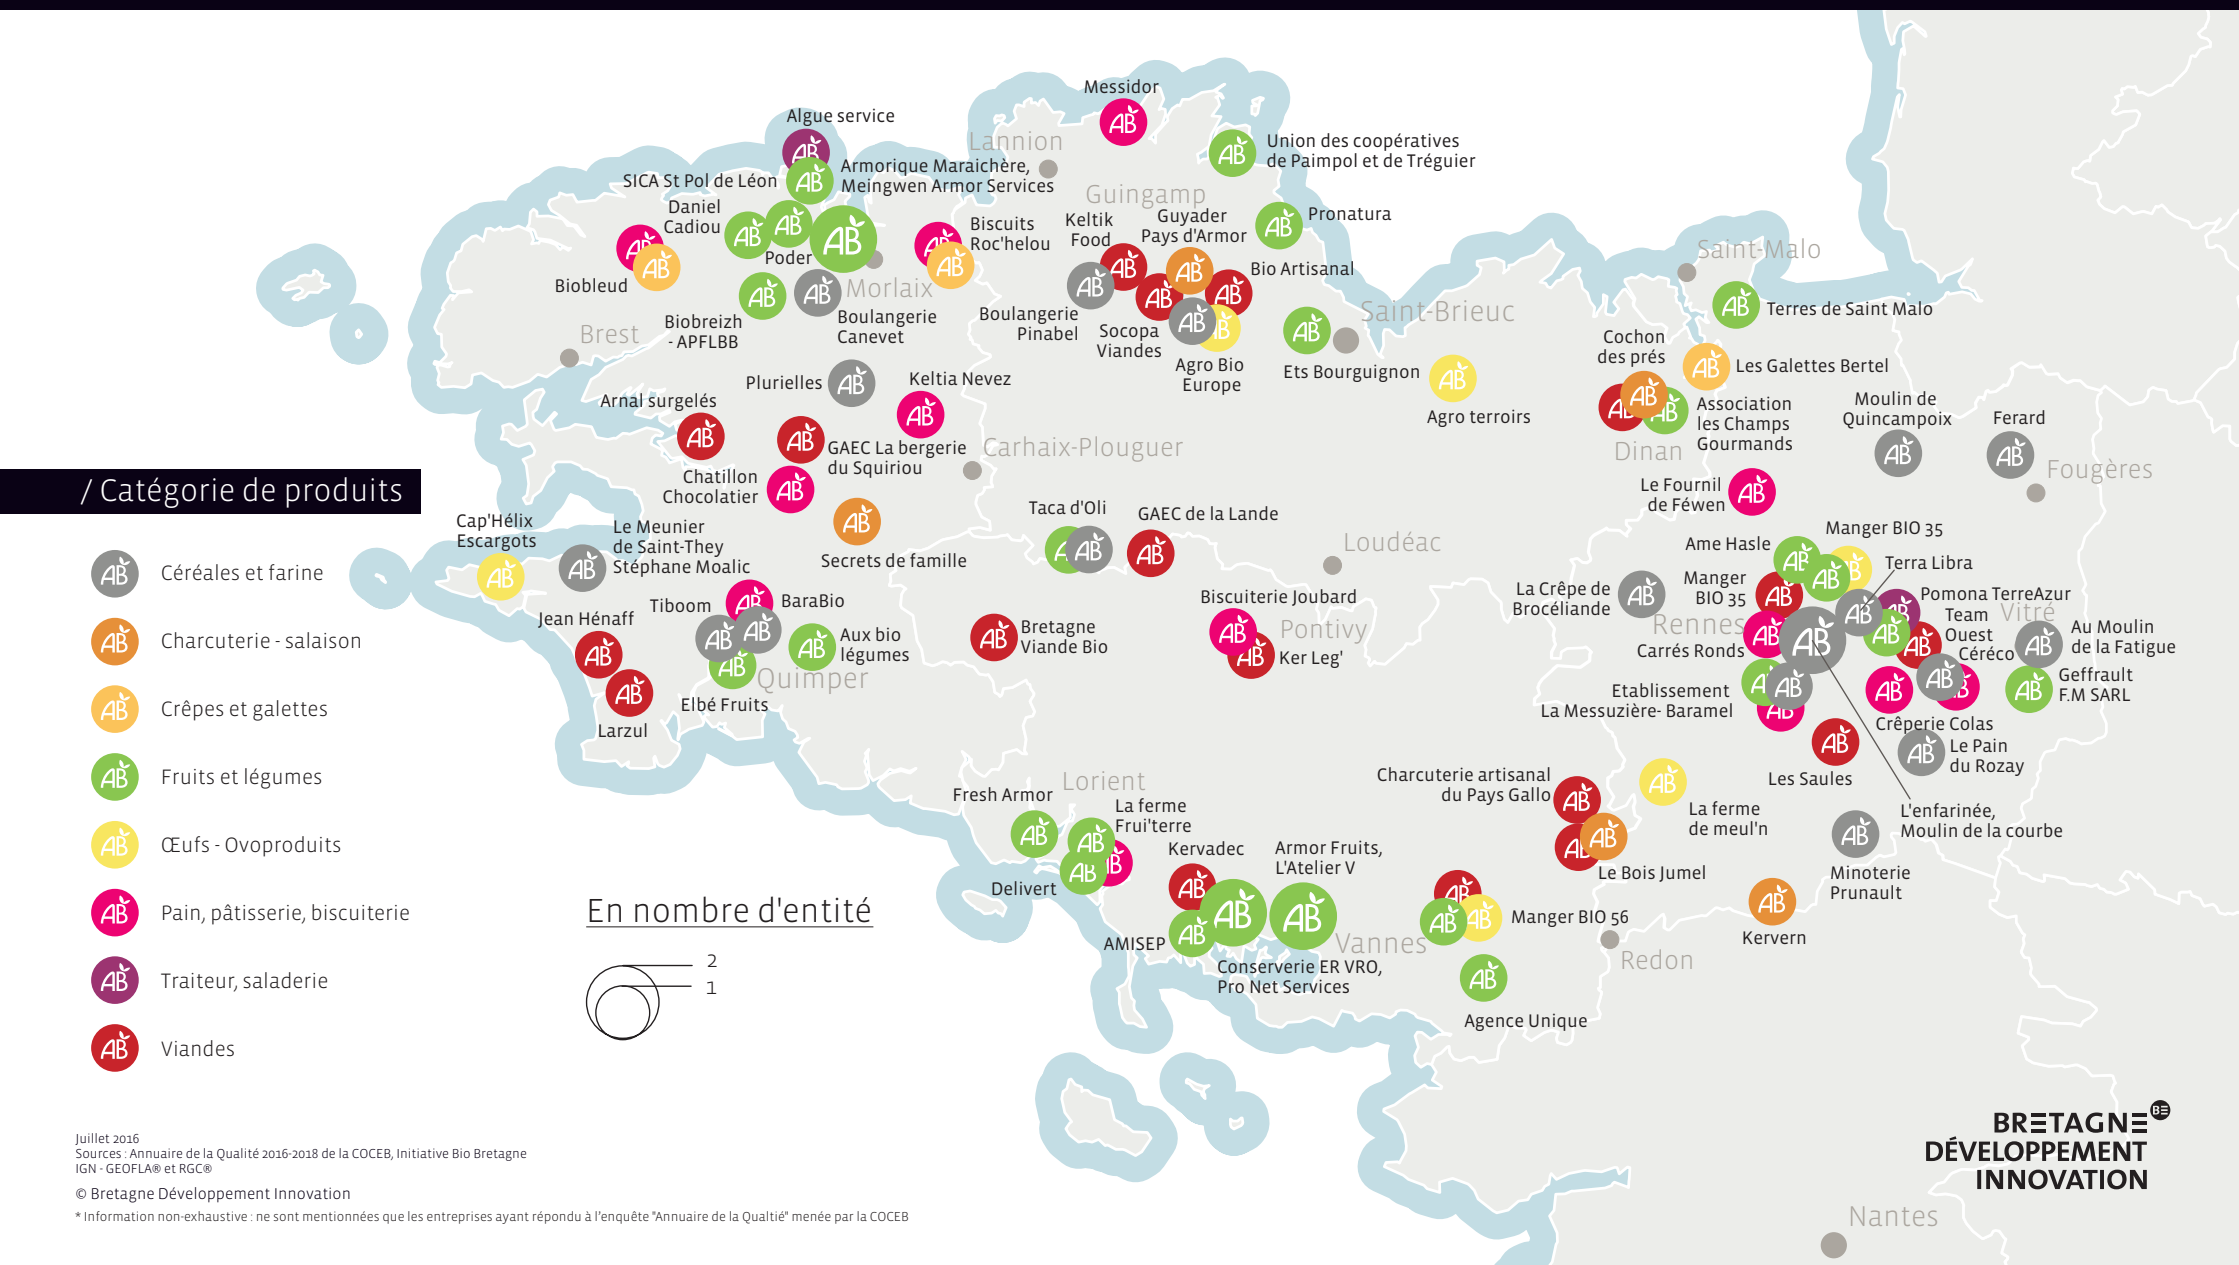 Messidor
Algue service
Lannion
Union des coopératives
de Paimpol et de Tréguier
Armorique Maraichère,
Meingwen Armor Services
SICA St Pol de Léon
Guingamp
Daniel
Cadiou
Biscuits
Roc'helou
Keltik
Food
Guyader
Pays d'Armor
Pronatura
Poder
Biobleud
Morlaix
Bio Artisanal
Saint-Malo
Boulangerie
Pinabel
Socopa
Viandes
Agro Bio
Europe
Saint-Brieuc
Terres de Saint Malo
Brest
Biobreizh
- APFLBB
Boulangerie
Canevet
Cochon
des prés
Les Galettes Bertel
Plurielles
Keltia Nevez
Ets Bourguignon
Agro terroirs
Arnal surgelés
Association
les Champs
Gourmands
Moulin de
Quincampoix
Ferard
GAEC La bergerie
du Squiriou
Carhaix-Plouguer
Dinan
Fougères
Chatillon
Chocolatier
Le Fournil
de Féwen
/ Catégorie de produits
Cap'Hélix
Escargots
Le Meunier
de Saint-They
Stéphane Moalic
Secrets de famille
Taca d'Oli
GAEC de la Lande
Loudéac
Manger BIO 35
Ame Hasle
Terra Libra
Manger
BIO 35
La Crêpe de
Brocéliande
Pomona TerreAzur
Team
Ouest
Céréco
Vitré
Au Moulin
de la Fatigue
Rennes
Carrés Ronds
Geffrault
F.M SARL
Jean Hénaff
Tiboom
BaraBio
Aux bio
légumes
Bretagne
Viande Bio
Biscuiterie Joubard
Pontivy
Ker Leg'
Quimper
Elbé Fruits
Larzul
Etablissement
La Messuzière- Baramel
Crêperie Colas
Le Pain
du Rozay
Les Saules
Charcuterie artisanal
du Pays Gallo
La ferme
de meul'n
L'enfarinée,
Moulin de la courbe
Lorient
Fresh Armor
La ferme
Frui'terre
Kervadec
Armor Fruits,
L'Atelier V
Le Bois Jumel
Minoterie
Prunault
Delivert
AMISEP
Vannes
Manger BIO 56
Kervern
Conserverie ER VRO,
Pro Net Services
Redon
Agence Unique
Nantes
AB Céréales et farine
AB Charcuterie - salaison
AB Crêpes et galettes
AB Fruits et légumes
AB Œufs - Ovoproduits
AB Pain, pâtisserie, biscuiterie
AB Traiteur, saladerie
AB Viandes
En nombre d'entité
2
1
Juillet 2016
Sources : Annuaire de la Qualité 2016-2018 de la COCEB, Initiative Bio Bretagne
IGN - GEOFLA® et RGC®
© Bretagne Développement Innovation
* Information non-exhaustive : ne sont mentionnées que les entreprises ayant répondu à l'enquête "Annuaire de la Qualtié" menée par la COCEB
BRETAGNE
DÉVELOPPEMENT
INNOVATION